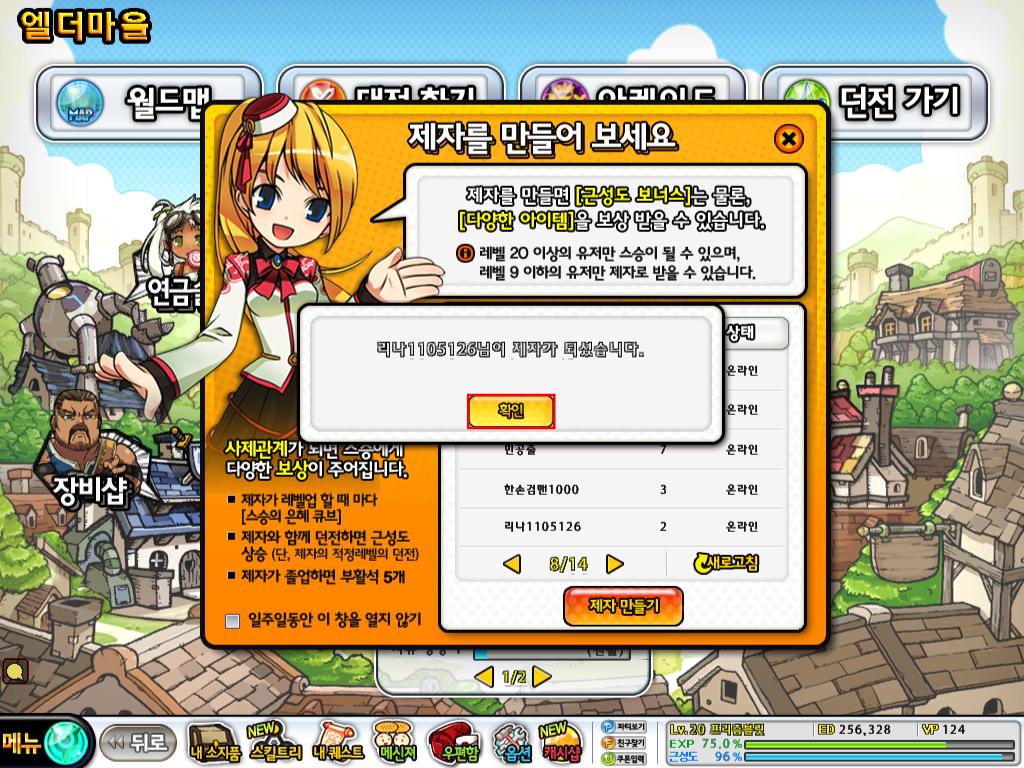 엘더마을
월드맵
MAP
대전 하기
아케이드
던전 가기
제자를 만들어 보세요
제자를 만들면 [근성도 보너스]는 물론,
[다양한 아이템]을 보상 받을 수 있습니다.
레벨 20 이상의 유저만 스승이 될 수 있으며,
레벨 9 이하의 유저만 제자로 받을 수 있습니다.
상태
온라인
온라인
리나1105126님이 제자가 되셨습니다.
확인
민공줄 7 온라인
한손검맨1000 3 온라인
리나1105126 2 온라인
8/14
새로고침
제자 만들기
사제관계가 되면 스승에게
다양한 보상이 주어집니다.
■ 제자가 레벨업 할 때 마다
[스승의 은혜 큐브]
■ 제자와 함께 던전하면 근성도
상승 (단, 제자의 적정레벨의 던전)
■ 제자가 졸업하면 부활석 5개
일주일동안 이 창을 열지 않기
장비샵
1/2
메뉴
뒤로
내 소지품
NEW
스킬트리
내 퀘스트
메신저
우편함
옵션
NEW
캐시샵
파티보기
친구찾기
쿠폰입력
Lv.20 프리즘블릿 ED 256,328 VP 124
EXP 75.0%
근성도 96%